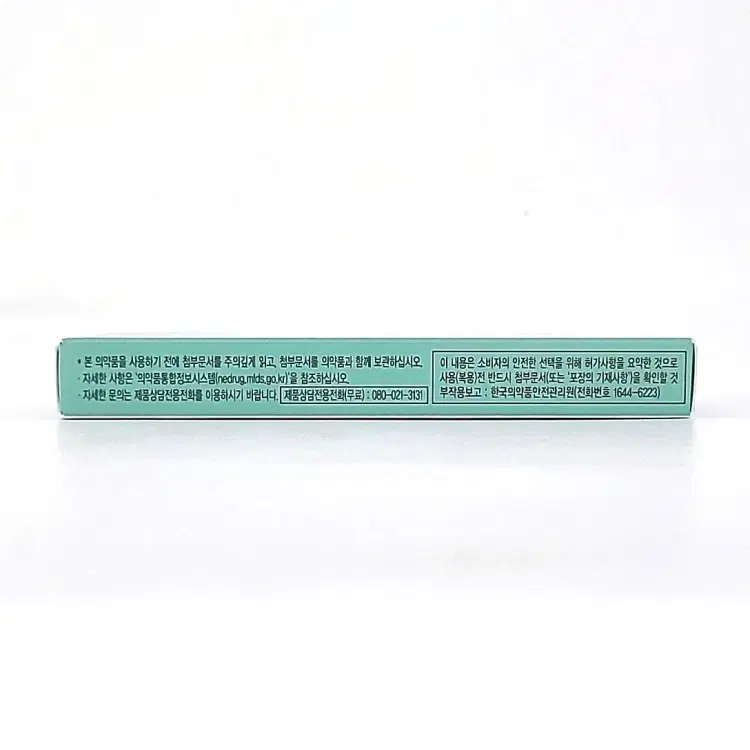 • 본 의약품을 사용하기 전에 첨부문서를 주의깊게 읽고, 첨부문서를 의약품과 함께 보관하십시오.
· 자세한 사항은 '의약품통합정보시스템(nedrug.mfds.go.kr)'을 참조하십시오.
· 자세한 문의는 제품상담전용전화를 이용하시기 바랍니다. 제품상담전용전화(무료) : 080-021-3131
이 내용은 소비자의 안전한 선택을 위해 허가사항을 요약한 것으로
사용(복용)전 반드시 첨부문서(또는 '포장의 기재사항')을 확인할 것
부작용보고 : 한국의약품안전관리원(전화번호 1644-6223)